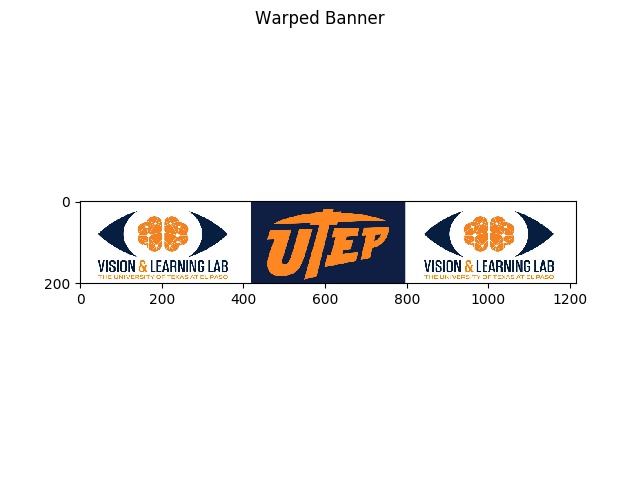 Warped Banner
0
VISION & LEARNING LAB
THE UNIVERSITY OF TEXAS AT EL PASO
UTEP
VISION & LEARNING LAB
THE UNIVERSITY OF TEXAS AT EL PASO
200
0 200 400 600 800 1000 1200